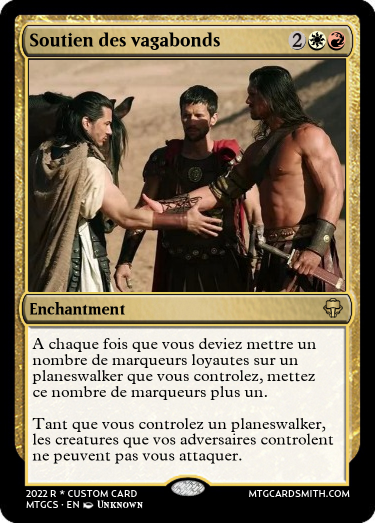 Soutien des vagabonds 2
Enchantment
A chaque fois que vous deviez mettre un
nombre de marqueurs loyautes sur un
planeswalker que vous controlez, mettez
ce nombre de marqueurs plus un.
Tant que vous controlez un planeswalker,
les creatures que vos adversaires controlent
ne peuvent pas vous attaquer.
2022 R * CUSTOM CARD
MTGCS • EN Unknown
MTGCARDSMITH.COM